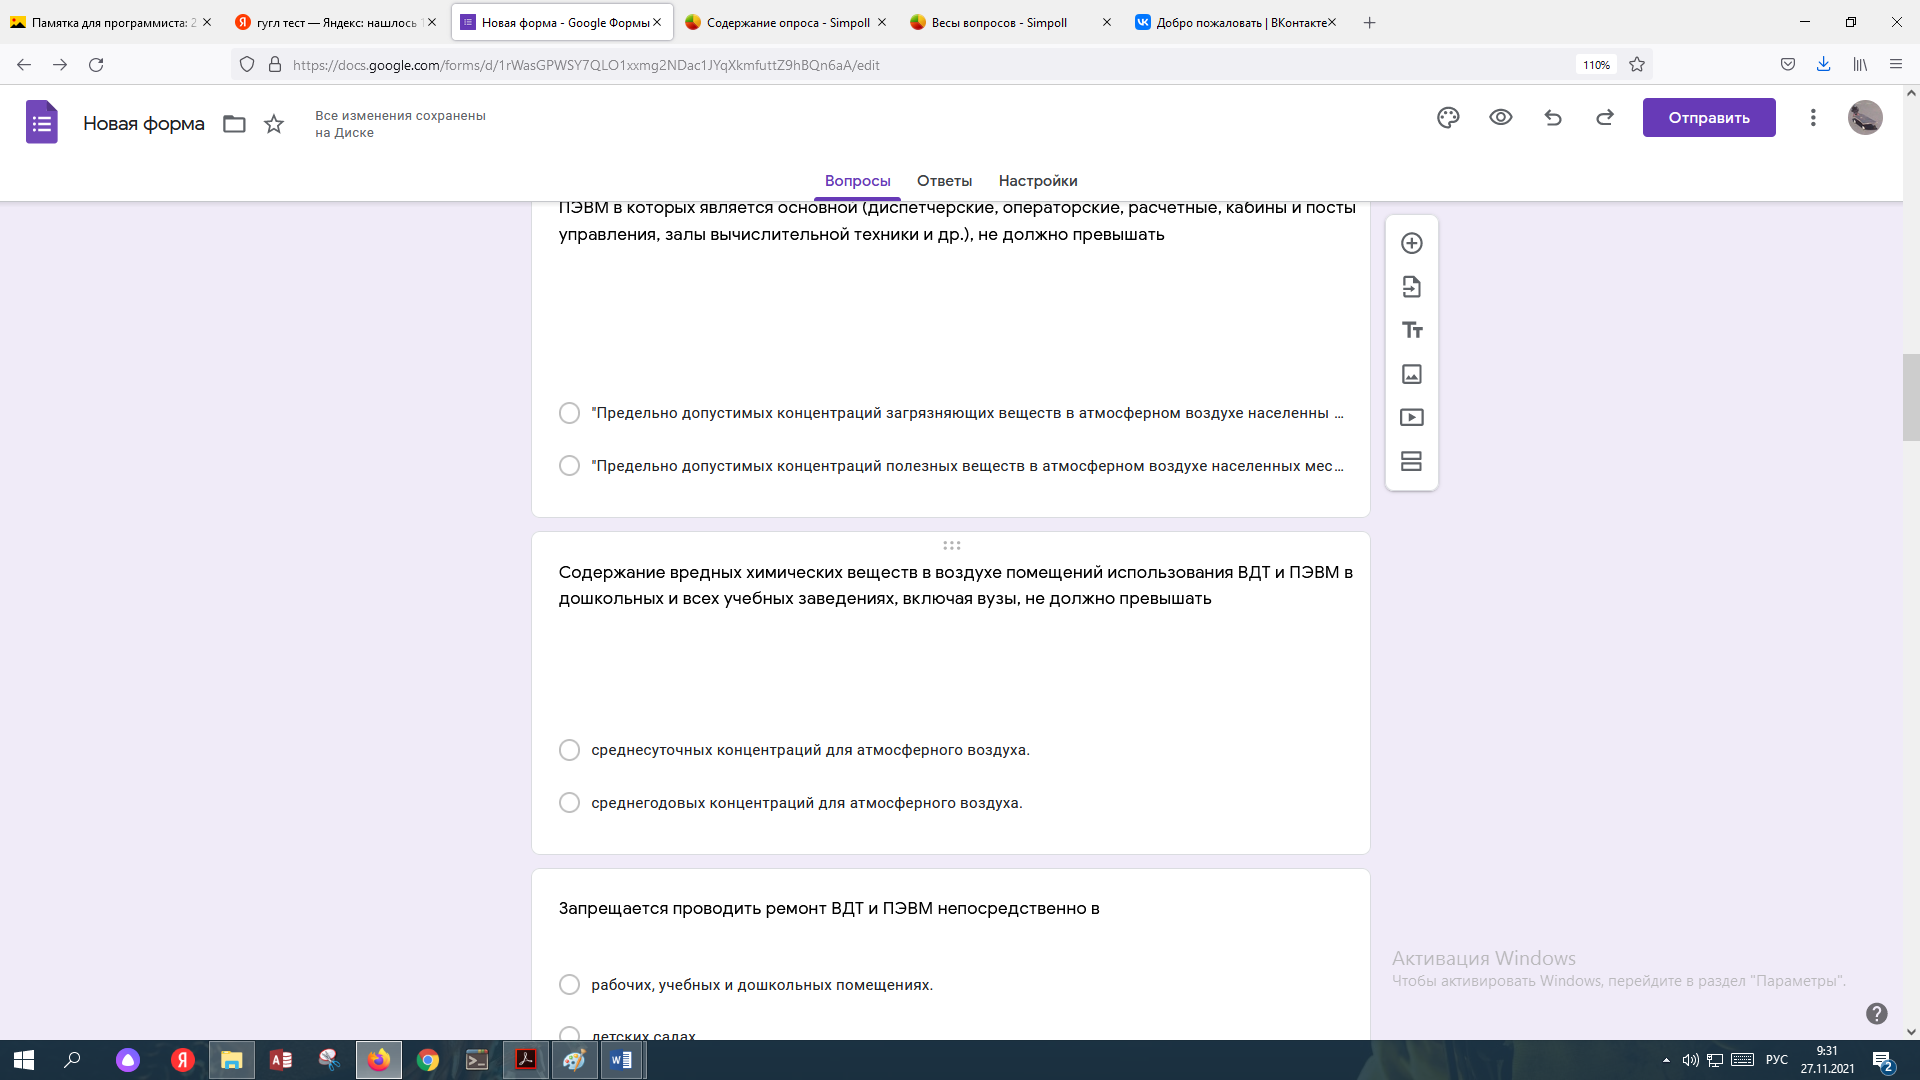 Памятка для программиста: 2
гугл тест — Яндекс: нашлось 1
Новая форма - Google Формы
Содержание опроса - Simpoll
Весы вопросов - Simpoll
Добро пожаловать | ВКонтакте
https://docs.google.com/forms/d/1rWasGPWSY7QLO1xxmg2NDac1JYqXkmfuttZ9hBQn6aA/edit
110%
Новая форма
Все изменения сохранены
на Диске
Отправить
Вопросы
Ответы
Настройки
ПЭВМ в которых является основной (диспетчерские, операторские, расчетные, кабины и посты
управления, залы вычислительной техники и др.), не должно превышать
"Предельно допустимых концентраций загрязняющих веществ в атмосферном воздухе населенны ...
"Предельно допустимых концентраций полезных веществ в атмосферном воздухе населенных мес...
Содержание вредных химических веществ в воздухе помещений использования ВДТ и ПЭВМ в
дошкольных и всех учебных заведениях, включая вузы, не должно превышать
среднесуточных концентраций для атмосферного воздуха.
среднегодовых концентраций для атмосферного воздуха.
Запрещается проводить ремонт ВДТ и ПЭВМ непосредственно в
рабочих, учебных и дошкольных помещениях.
детских садах
Активация Windows
Чтобы активировать Windows, перейдите в раздел "Параметры".
РУС
9:31
27.11.2021
2